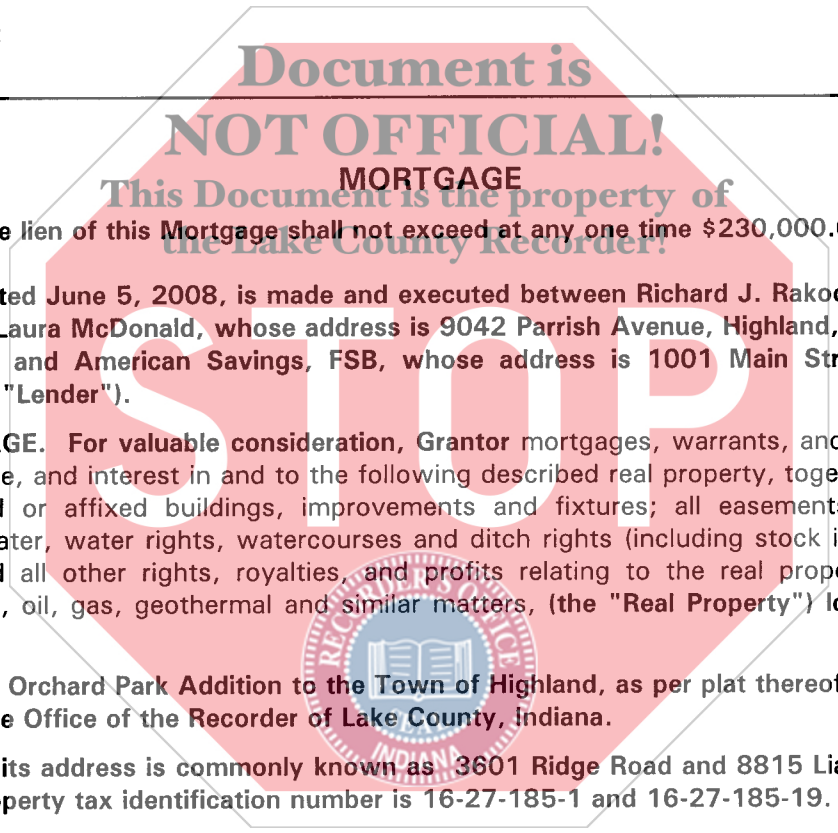 Document is
NOT OFFICIAL!
MORTGAGE
This Document is the property of
the Lake County Recorder!
e lien of this Mortgage shall not exceed at any one time $230,000.
ted June 5, 2008, is made and executed between Richard J. Rako
Laura McDonald, whose address is 9042 Parrish Avenue, Highland,
and American Savings, FSB, whose address is 1001 Main Str
"Lender").
STOP
GE. For valuable consideration, Grantor mortgages, warrants, and
e, and interest in and to the following described real property, toge
d or affixed buildings, improvements and fixtures; all easement
ater, water rights, watercourses and ditch rights (including stock i
d all other rights, royalties, and profits relating to the real prop
, oil, gas, geothermal and similar matters, (the "Real Property") l
RECORDER'S OFFICE
Orchard Park Addition to the Town of Highland, as per plat thereof
e Office of the Recorder of Lake County, Indiana.
INDIANA
its address is commonly known as 3601 Ridge Road and 8815 Lia
perty tax identification number is 16-27-185-1 and 16-27-185-19.